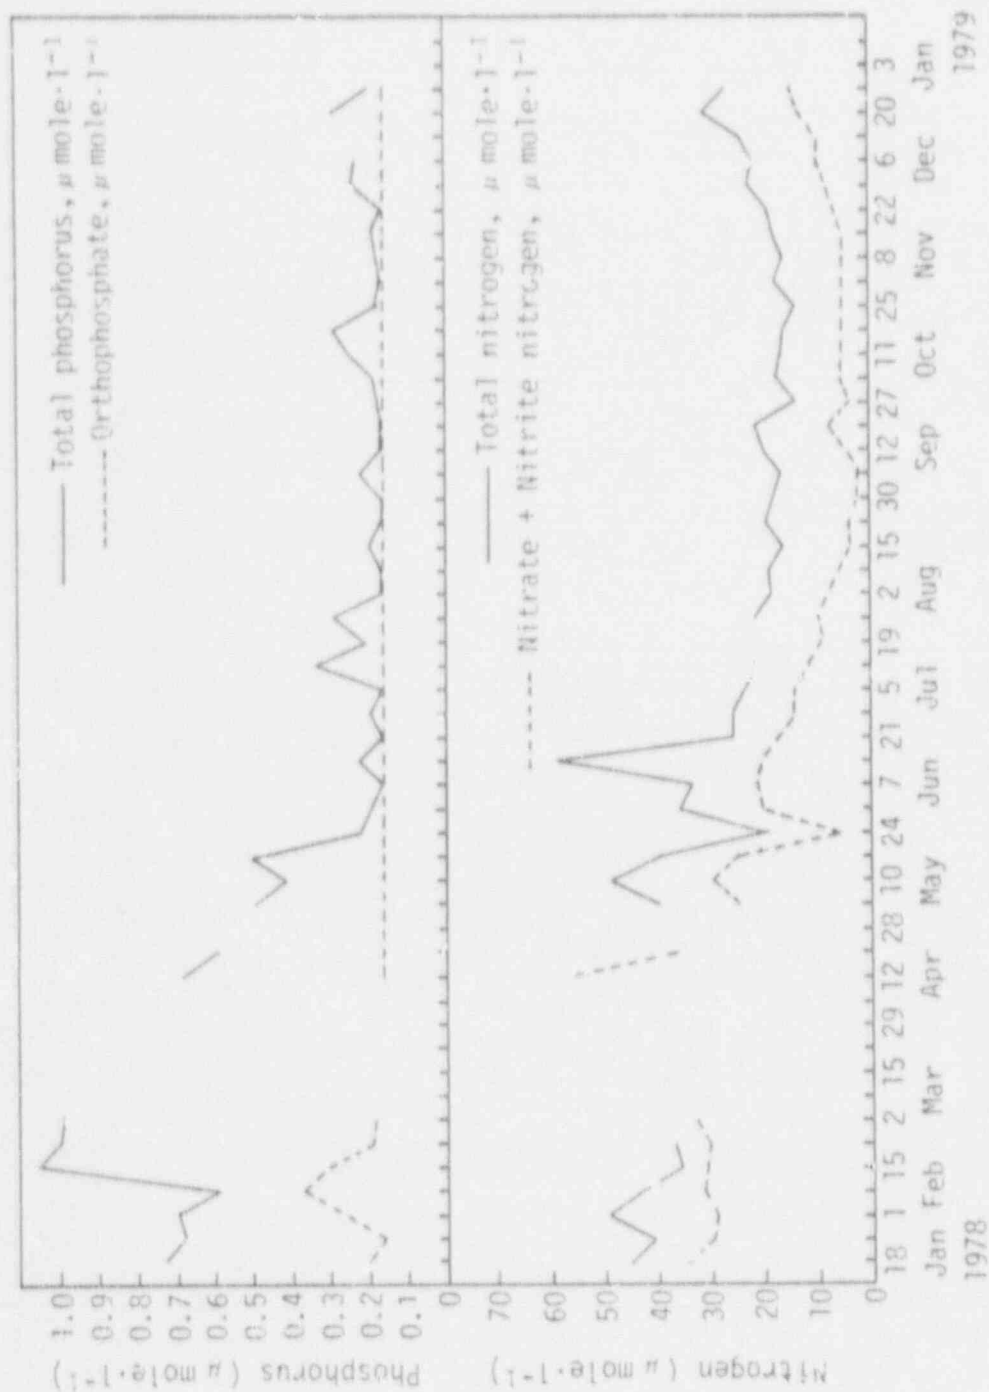 Total phosphorus, μ mole·l⁻¹
Orthophosphate, μ mole·l⁻¹
Phosphorus ( μ mole·l⁻¹)
1.0
0.9
0.8
0.7
0.6
0.5
0.4
0.3
0.2
0.1
0
Total nitrogen, μ mole·l⁻¹
Nitrate + Nitrite nitrogen, μ mole·l⁻¹
Nitrogen ( μ mole·l⁻¹)
70
60
50
40
30
20
10
0
18 1 15 2 15 29 12 28 10 24 7 21 5 19 2 15 30 12 27 11 25 8 22 6 20 3
Jan Feb Mar Apr May Jun Jul Aug Sep Oct Nov Dec Jan
1978 1979